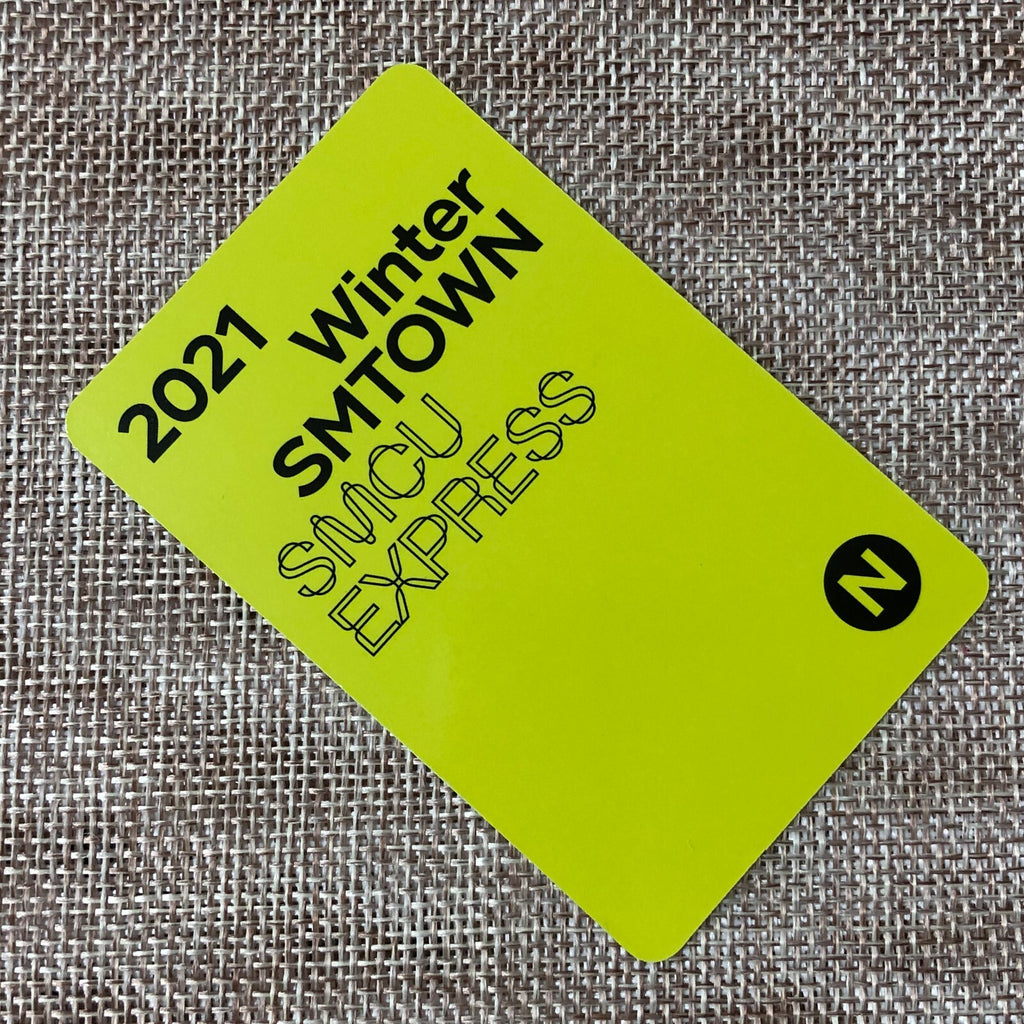 2021 Winter
SMTOWN
SMCU
EXPRESS
N